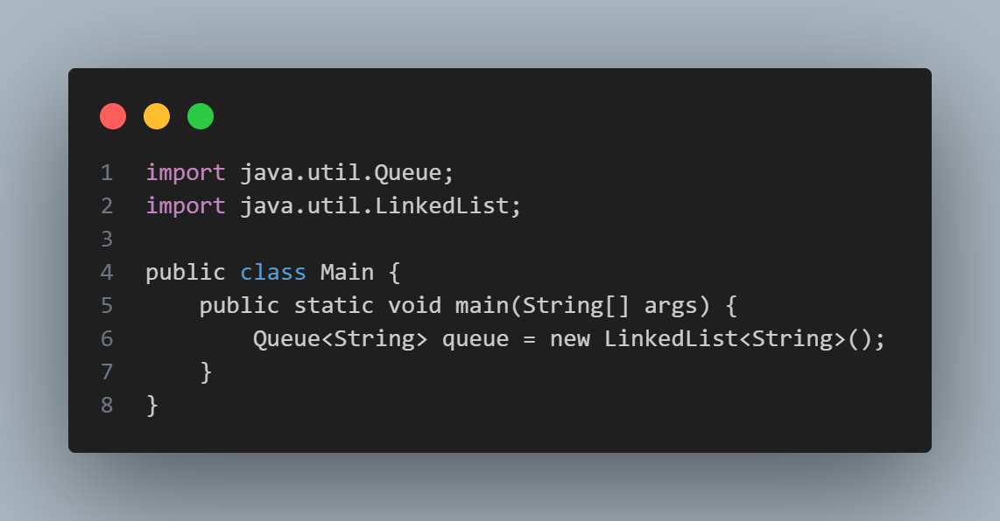 1 import java.util.Queue;
2 import java.util.LinkedList;
3
4 public class Main {
5     public static void main(String[] args) {
6         Queue<String> queue = new LinkedList<String>();
7     }
8 }